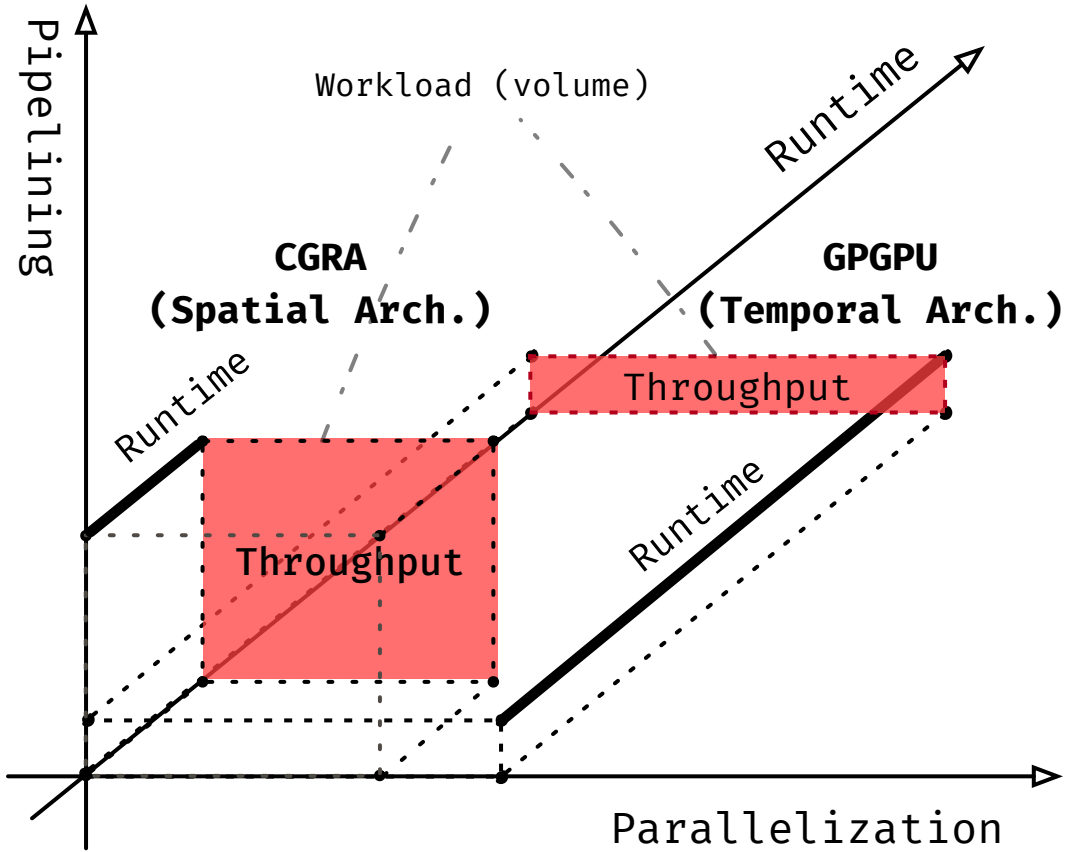 Pipelining
Workload (volume)
Runtime
CGRA
(Spatial Arch.)
GPGPU
(Temporal Arch.)
Runtime
Throughput
Runtime
Throughput
Parallelization